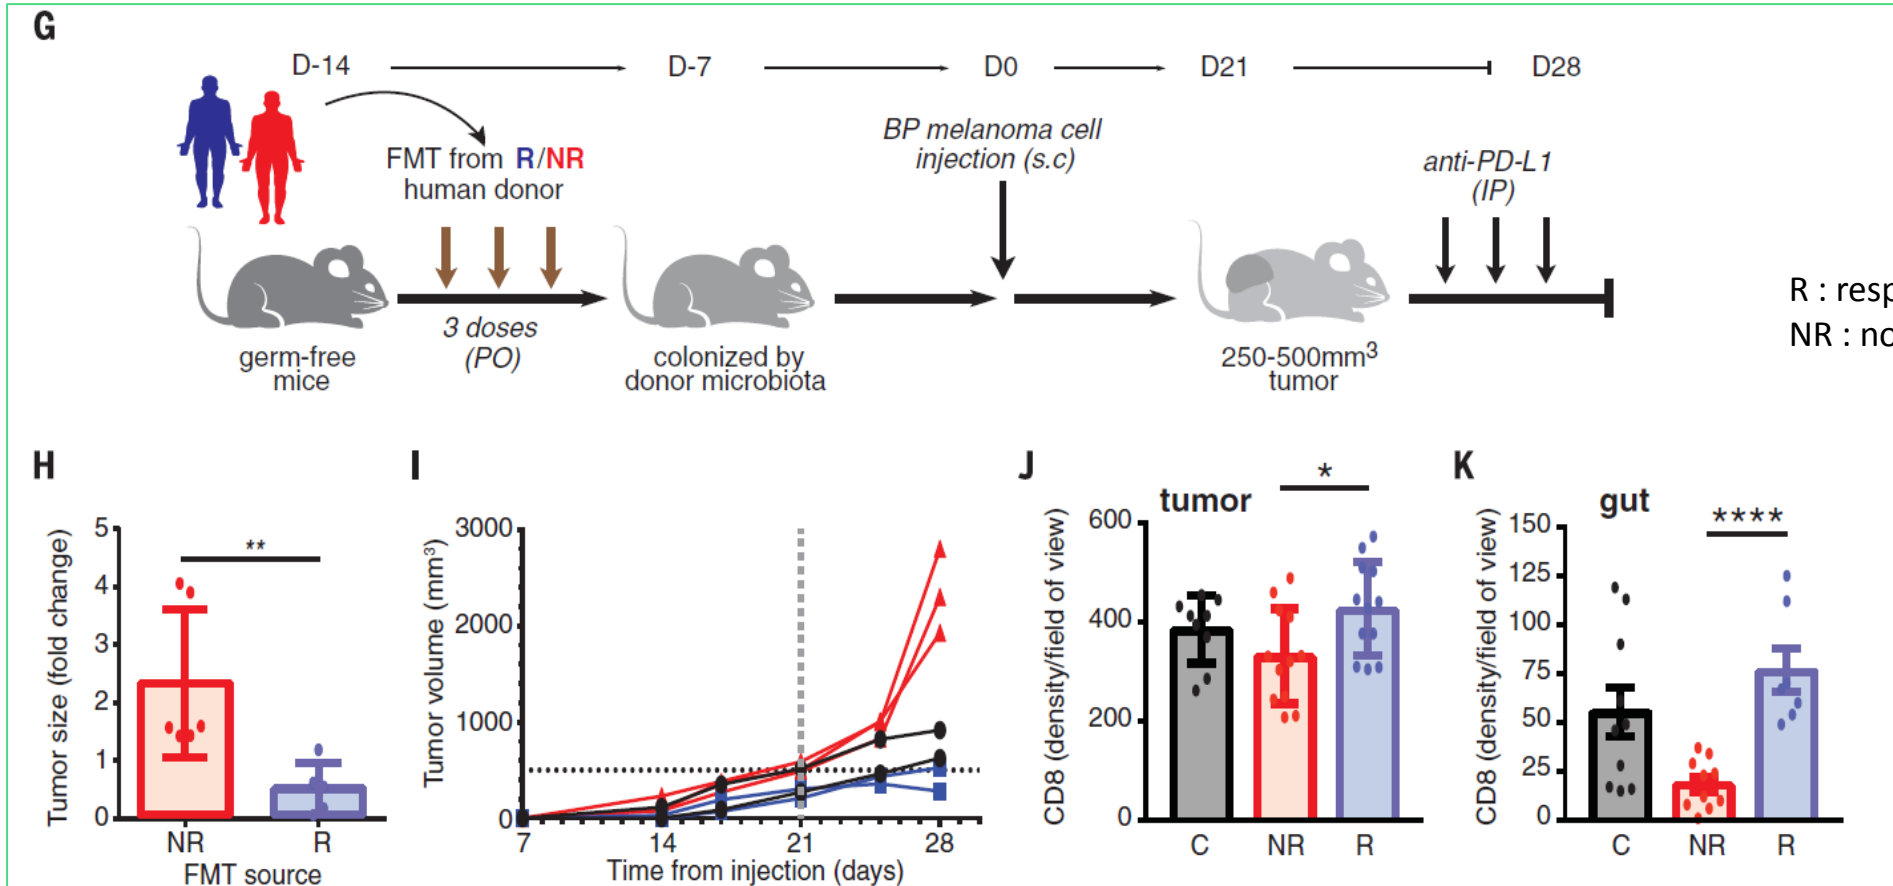 G
D-14
D-7
D0
D21
D28
FMT from R/NR
human donor
BP melanoma cell
injection (s.c)
anti-PD-L1
(IP)
3 doses
(PO)
germ-free
mice
colonized by
donor microbiota
250-500mm³
tumor
R : resp
NR : no
H
Tumor size (fold change)
5
4
3
2
1
0
**
NR
R
FMT source
I
Tumor volume (mm³)
3000
2000
1000
0
7
14
21
28
Time from injection (days)
J
tumor
*
CD8 (density/field of view)
600
400
200
0
C
NR
R
K
gut
****
CD8 (density/field of view)
150
125
100
75
50
25
0
C
NR
R